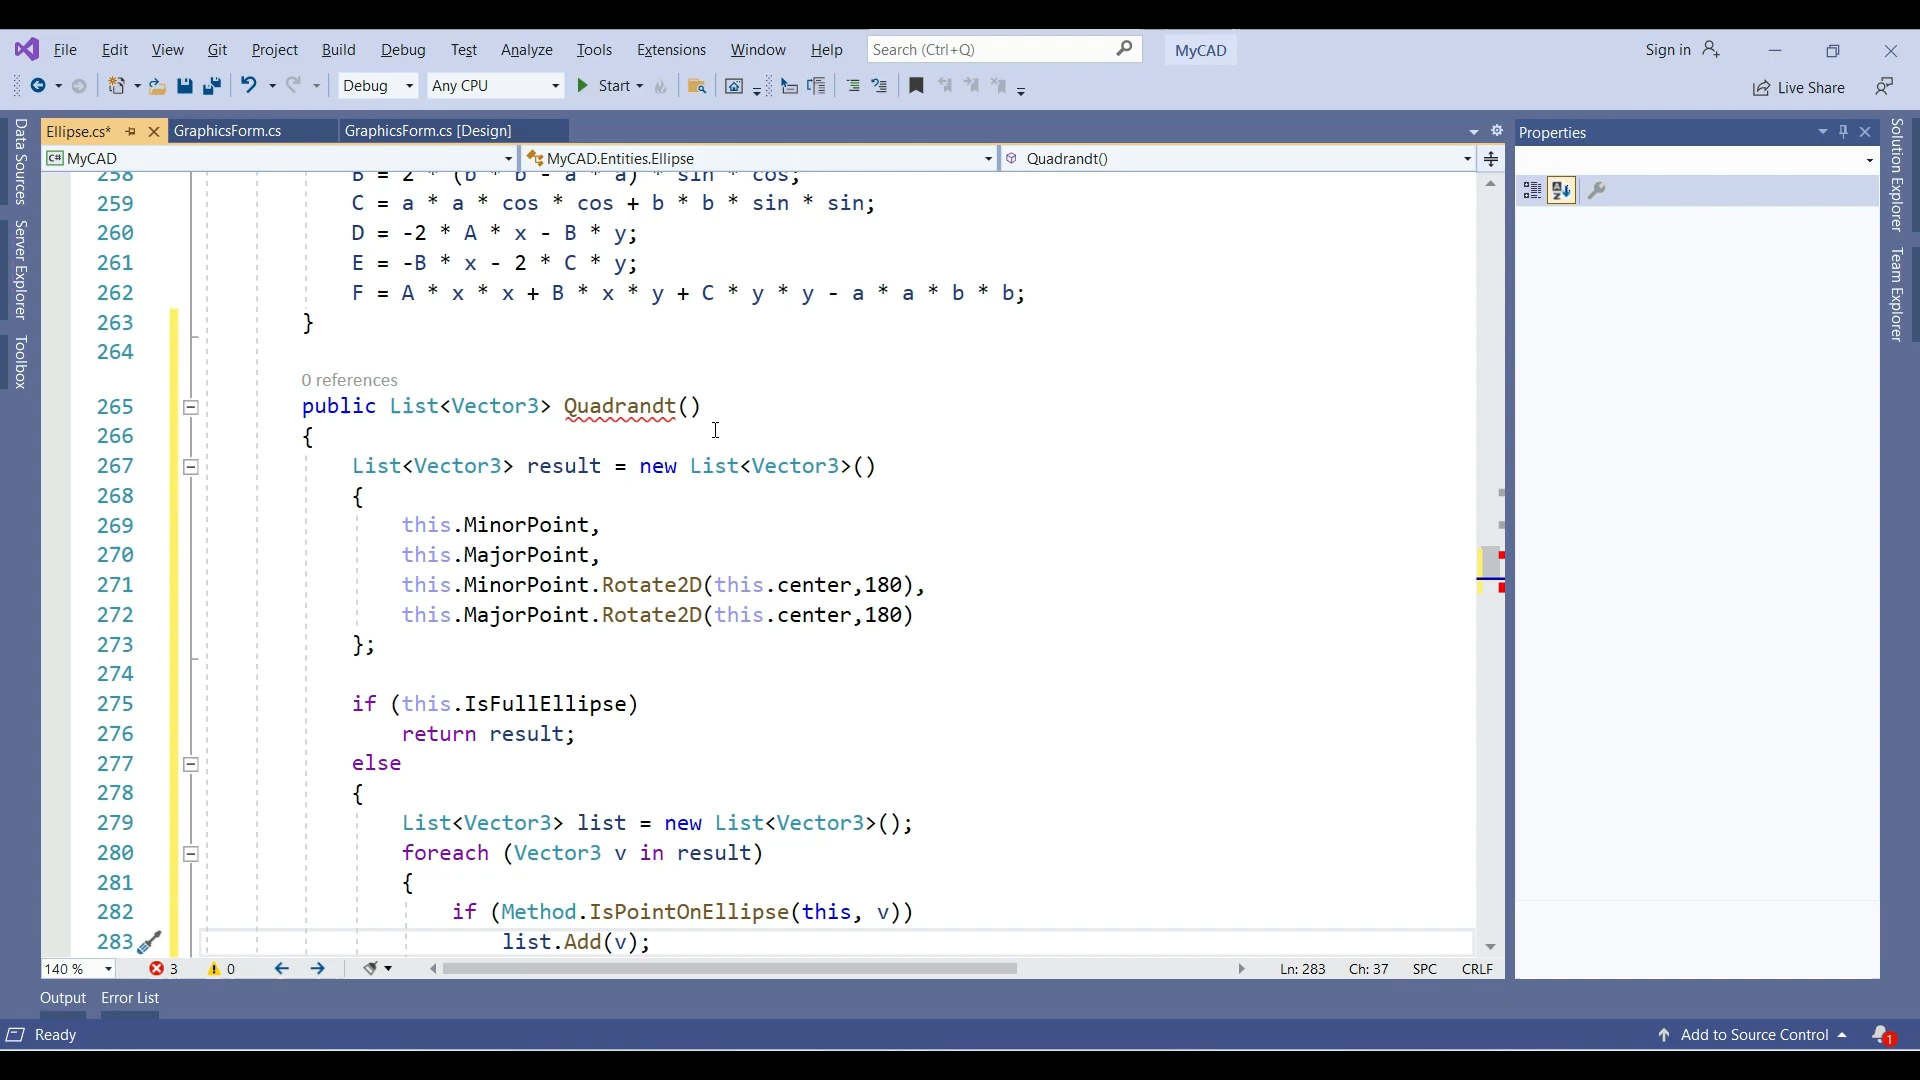 File Edit View Git Project Build Debug Test Analyze Tools Extensions Window Help Search (Ctrl+Q) MyCAD Sign in
Debug Any CPU Start Live Share
Ellipse.cs* GraphicsForm.cs GraphicsForm.cs [Design] Properties
C# MyCAD MyCAD.Entities.Ellipse Quadrandt()
Data Sources
Server Explorer
Toolbox
Solution Explorer
Team Explorer
258 B = 2 * (b * b - a * a) * sin * cos;
259 C = a * a * cos * cos + b * b * sin * sin;
260 D = -2 * A * x - B * y;
261 E = -B * x - 2 * C * y;
262 F = A * x * x + B * x * y + C * y * y - a * a * b * b;
263 }
264
0 references
265 public List<Vector3> Quadrandt()
266 {
267 List<Vector3> result = new List<Vector3>()
268 {
269 this.MinorPoint,
270 this.MajorPoint,
271 this.MinorPoint.Rotate2D(this.center,180),
272 this.MajorPoint.Rotate2D(this.center,180)
273 };
274
275 if (this.IsFullEllipse)
276 return result;
277 else
278 {
279 List<Vector3> list = new List<Vector3>();
280 foreach (Vector3 v in result)
281 {
282 if (Method.IsPointOnEllipse(this, v))
283 list.Add(v);
140 % 3 0 Ln: 283 Ch: 37 SPC CRLF
Output Error List
Ready Add to Source Control 1